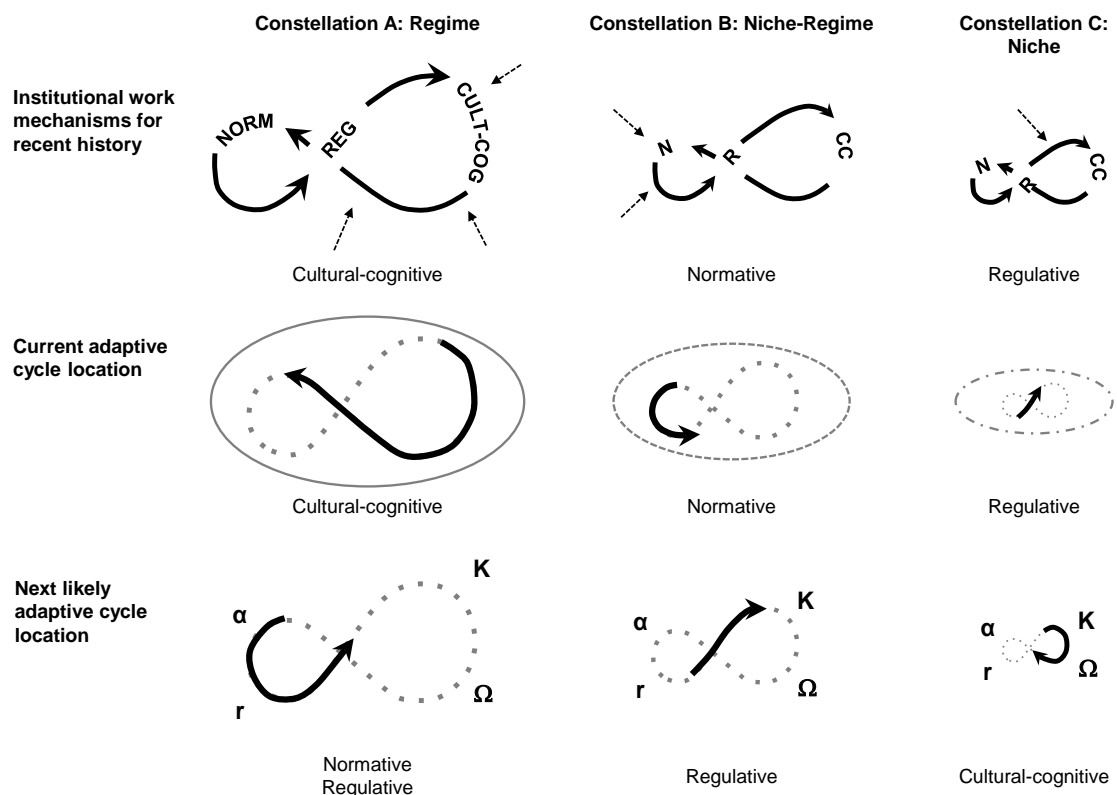 Constellation A: Regime
Constellation B: Niche-Regime
Constellation C:
Niche
Institutional work
mechanisms for
recent history
NORM
REG
CULT-COG
N
R
CC
N
R
CC
Cultural-cognitive
Normative
Regulative
Current adaptive
cycle location
Cultural-cognitive
Normative
Regulative
Next likely
adaptive cycle
location
α
r
K
Ω
α
r
K
Ω
α
r
K
Ω
Normative
Regulative
Regulative
Cultural-cognitive